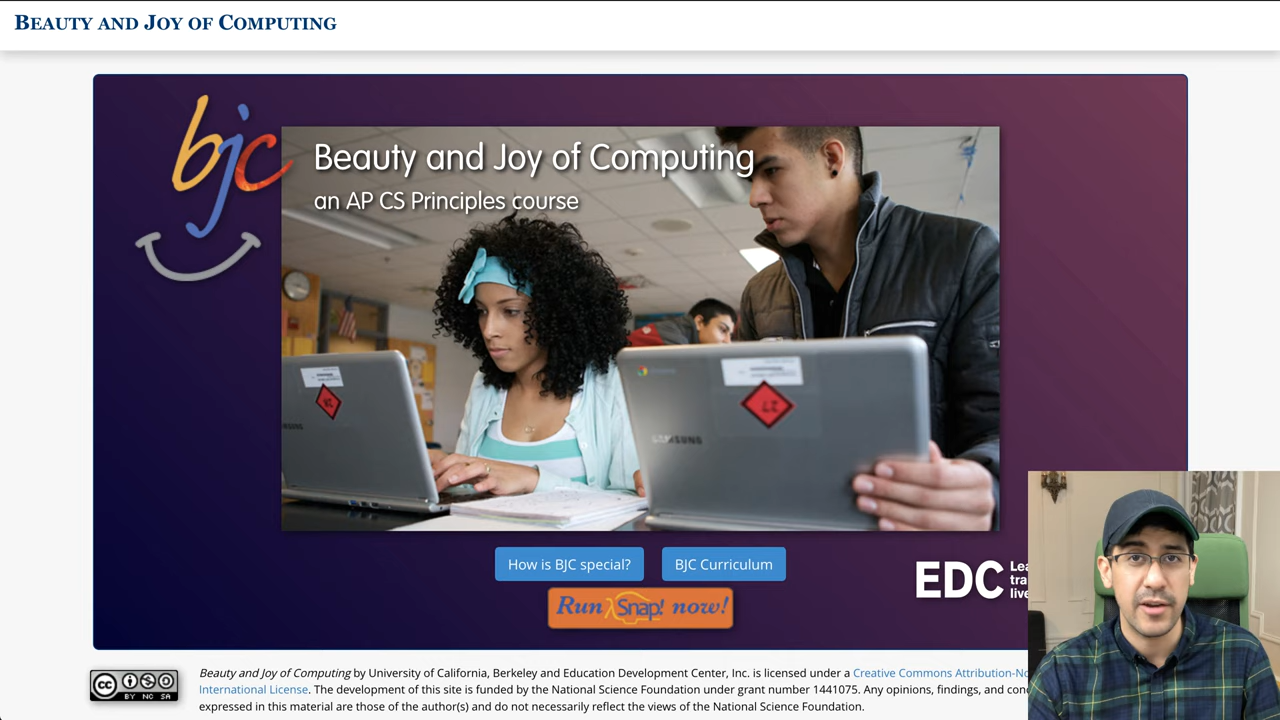 BEAUTY AND JOY OF COMPUTING
bjc
Beauty and Joy of Computing
an AP CS Principles course
SAMSUNG
How is BJC special?
BJC Curriculum
EDC
Run Snap! now!
BY NC SA
Beauty and Joy of Computing by University of California, Berkeley and Education Development Center, Inc. is licensed under a Creative Commons
International License. The development of this site is funded by the National Science Foundation under grant number 1441075. Any opinions, findings, and
expressed in this material are those of the author(s) and do not necessarily reflect the views of the National Science Foundation.